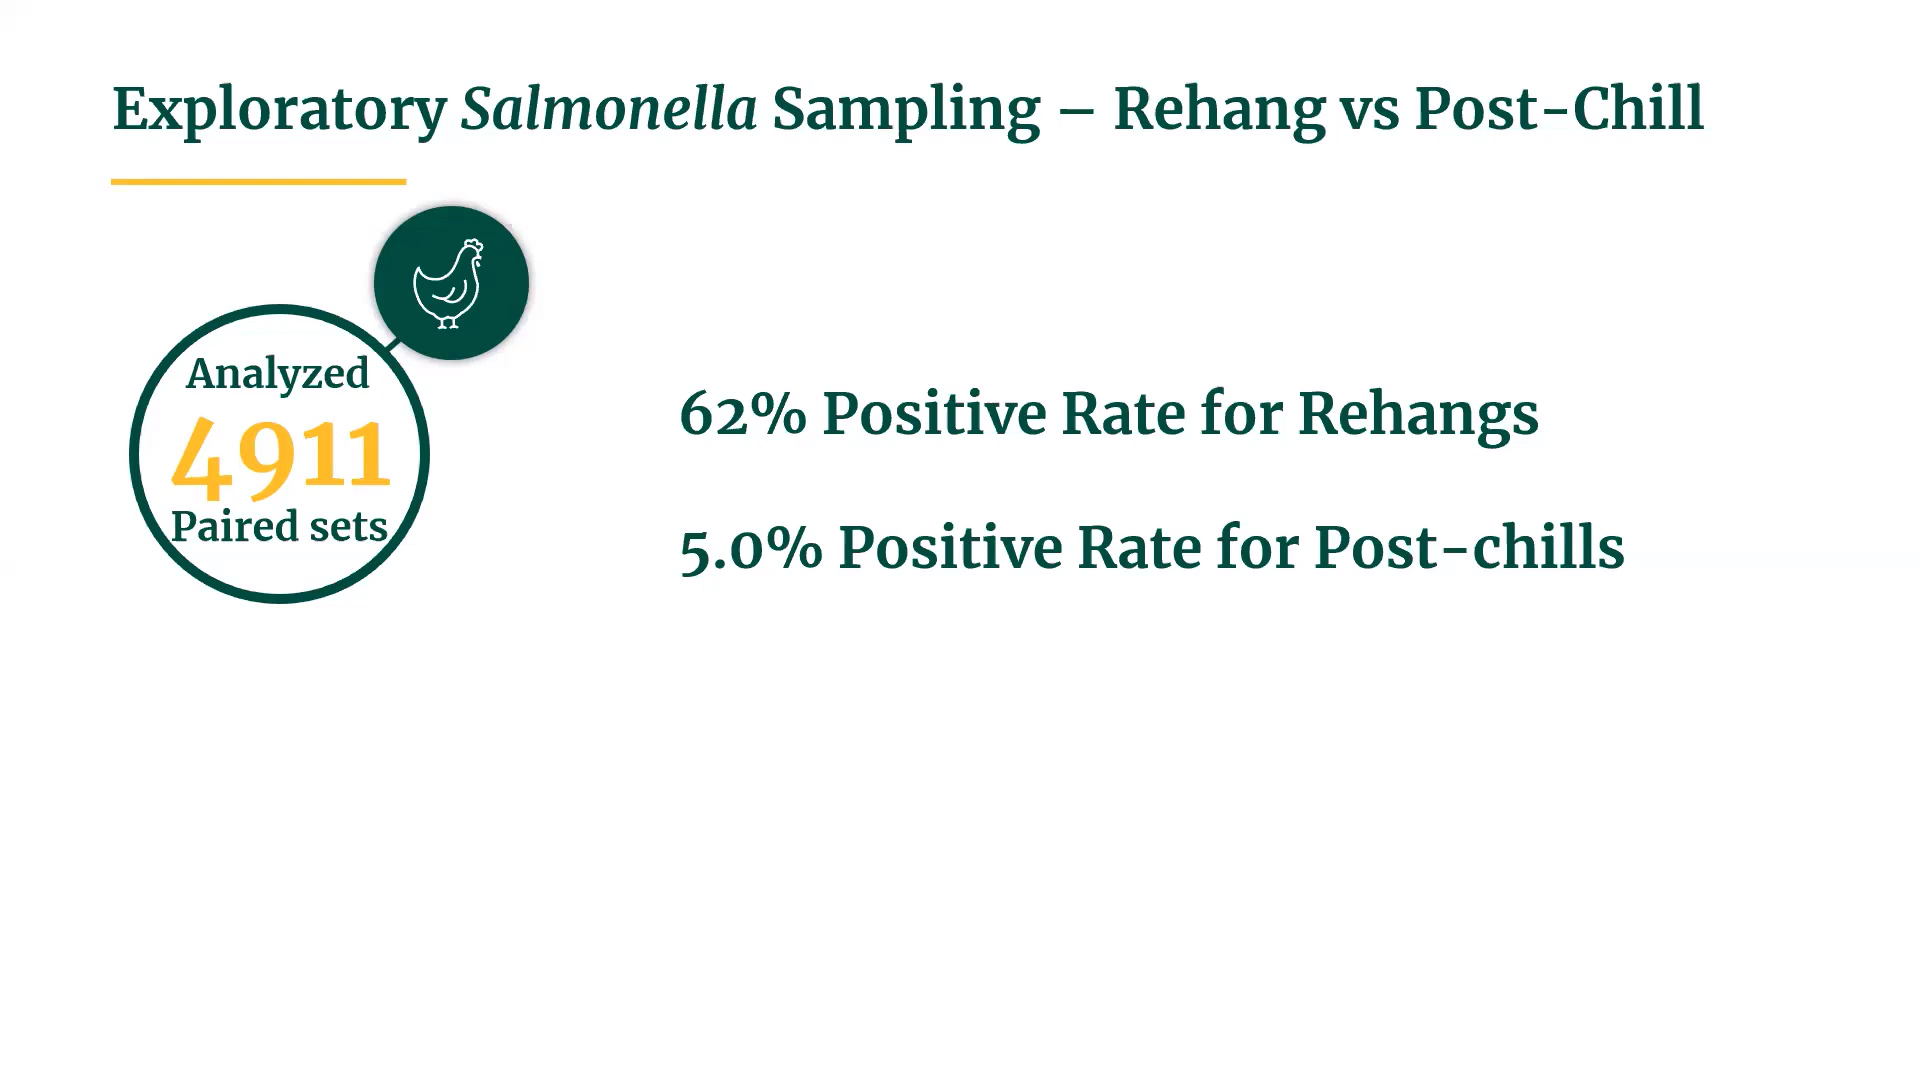 Exploratory Salmonella Sampling – Rehang vs Post-Chill
Analyzed
4911
Paired sets
62% Positive Rate for Rehangs
5.0% Positive Rate for Post-chills